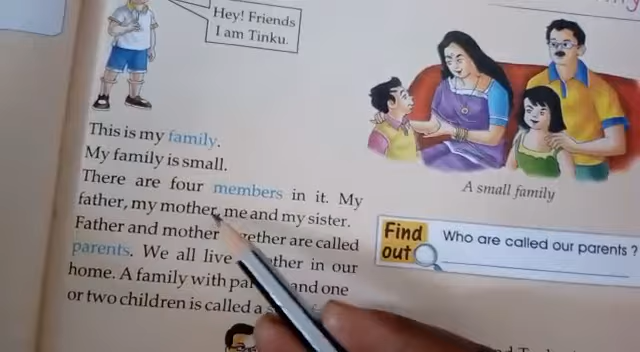 Hey! Friends
I am Tinku.
This is my family.
My family is small.
There are four members in it. My
father, my mother, me and my sister.
Father and mother together are called
parents. We all live together in our
home. A family with and one
or two children is called a
A small family
Find out
Who are called our parents ?